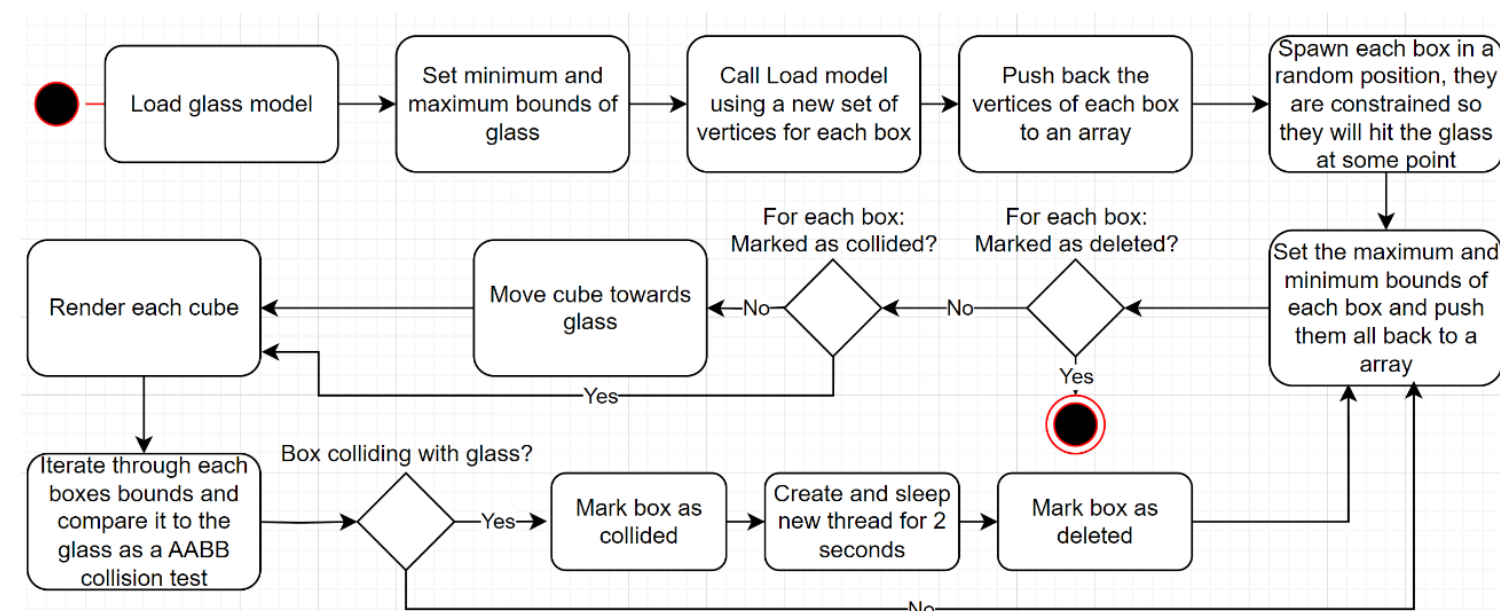 Load glass model
Set minimum and
maximum bounds of
glass
Call Load model
using a new set of
vertices for each box
Push back the
vertices of each box
to an array
Spawn each box in a
random position, they
are constrained so
they will hit the glass
at some point
Set the maximum and
minimum bounds of
each box and push
them all back to a
array
For each box:
Marked as deleted?
No
Yes
For each box:
Marked as collided?
No
Yes
Move cube towards
glass
Render each cube
Iterate through each
boxes bounds and
compare it to the
glass as a AABB
collision test
Box colliding with glass?
Yes
No
Mark box as
collided
Create and sleep
new thread for 2
seconds
Mark box as
deleted